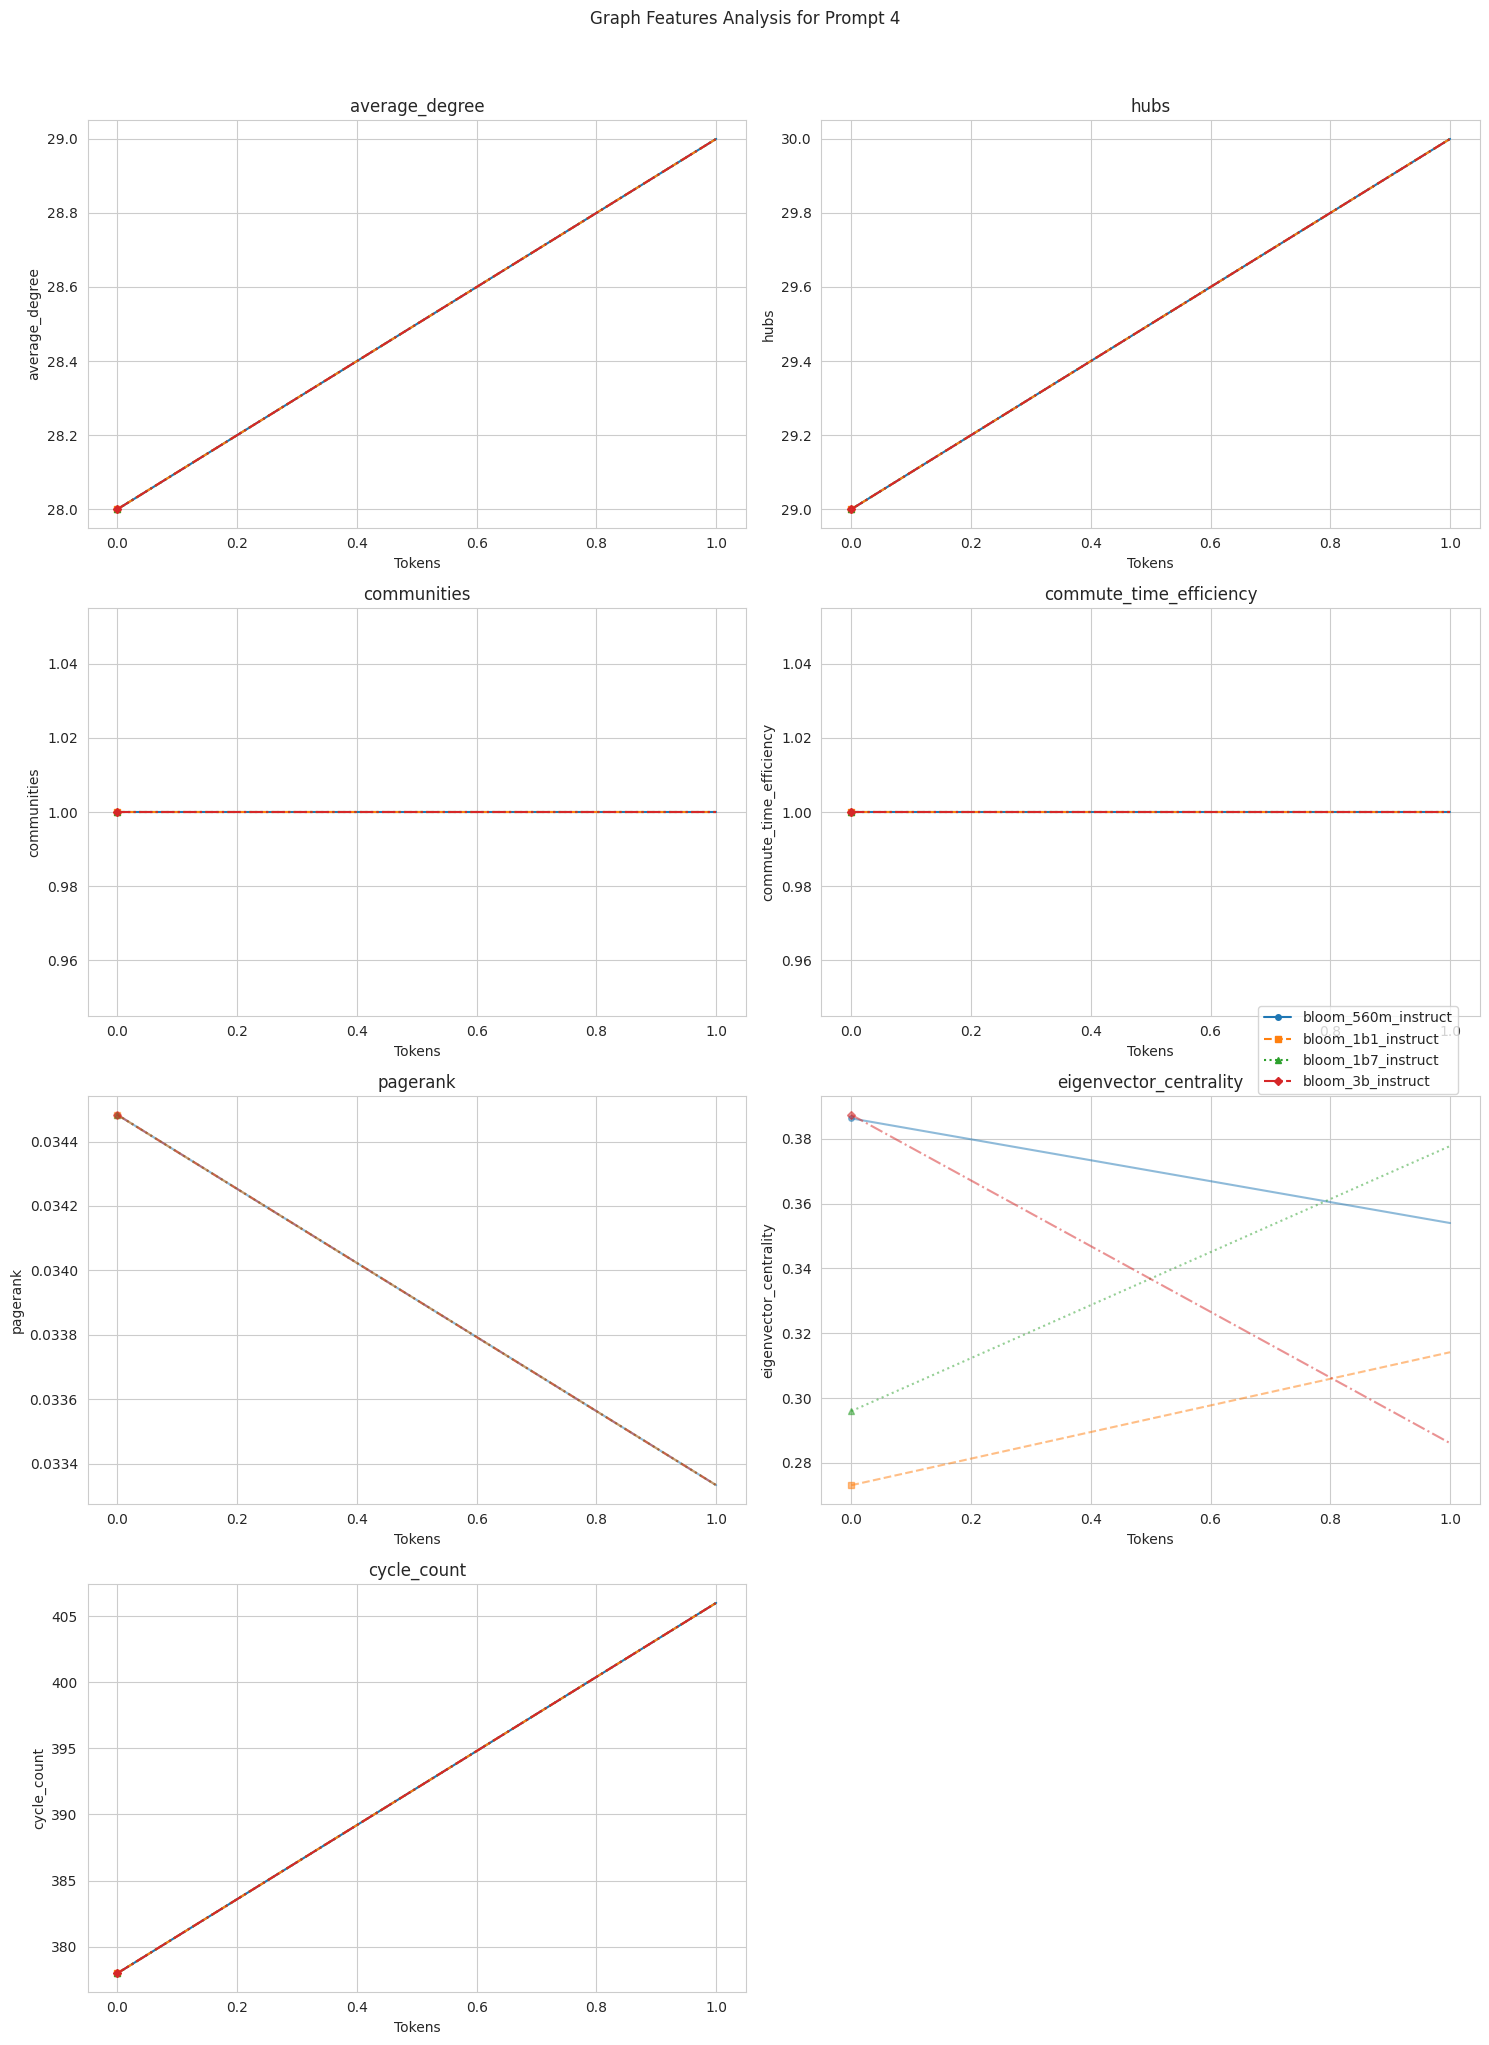 Graph Features Analysis for Prompt 4
average_degree
average_degree
29.0
28.8
28.6
28.4
28.2
28.0
0.0 0.2 0.4 0.6 0.8 1.0
Tokens
hubs
hubs
30.0
29.8
29.6
29.4
29.2
29.0
0.0 0.2 0.4 0.6 0.8 1.0
Tokens
communities
communities
1.04
1.02
1.00
0.98
0.96
0.0 0.2 0.4 0.6 0.8 1.0
Tokens
commute_time_efficiency
commute_time_efficiency
1.04
1.02
1.00
0.98
0.96
0.0 0.2 0.4 0.6 0.8 1.0
Tokens
bloom_560m_instruct
bloom_1b1_instruct
bloom_1b7_instruct
bloom_3b_instruct
pagerank
pagerank
0.0344
0.0342
0.0340
0.0338
0.0336
0.0334
0.0 0.2 0.4 0.6 0.8 1.0
Tokens
eigenvector_centrality
eigenvector_centrality
0.38
0.36
0.34
0.32
0.30
0.28
0.0 0.2 0.4 0.6 0.8 1.0
Tokens
cycle_count
cycle_count
405
400
395
390
385
380
0.0 0.2 0.4 0.6 0.8 1.0
Tokens